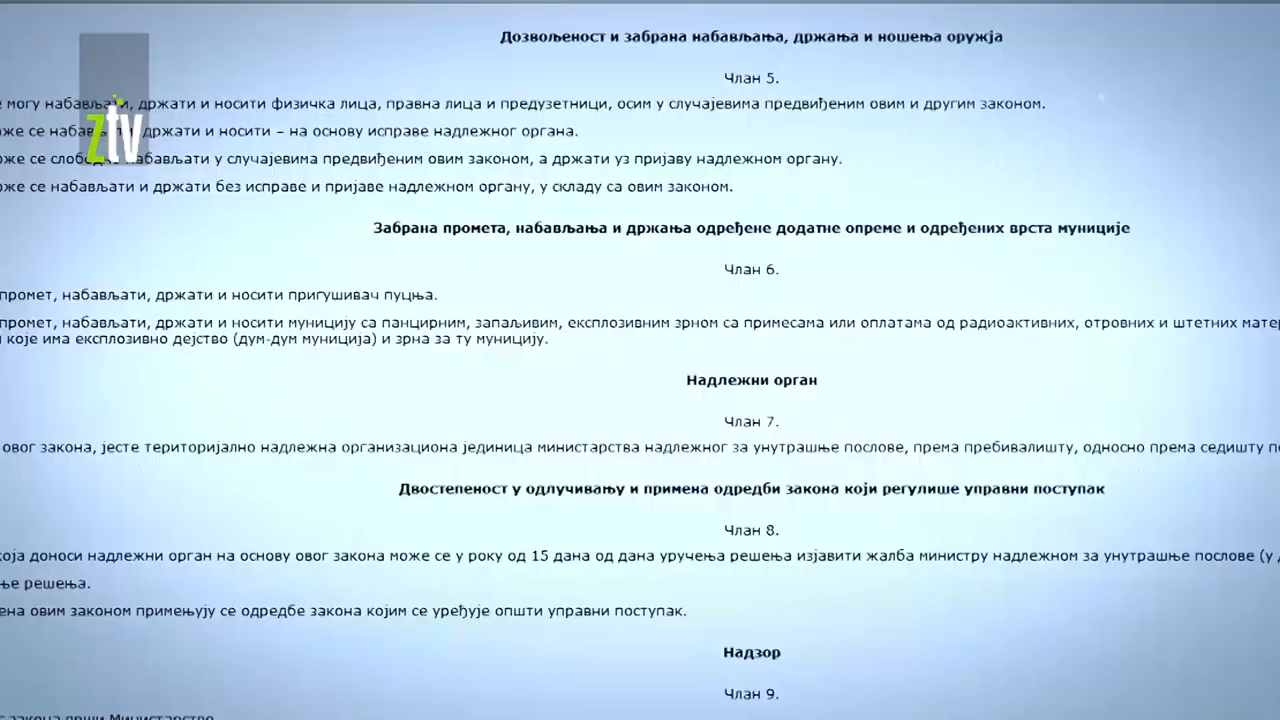 Дозвољеност и забрана набављања, држања и ношења оружја
Члан 5.
могу набављати, држати и носити физичка лица, правна лица и предузетници, осим у случајевима предвиђеним овим и другим законом.
се набављати, држати и носити – на основу исправе надлежног органа.
се слободно набављати у случајевима предвиђеним овим законом, а држати уз пријаву надлежном органу.
се набављати и држати без исправе и пријаве надлежном органу, у складу са овим законом.
ztv
Забрана промета, набављања и држања одређене додатне опреме и одређених врста муниције
Члан 6.
промет, набављати, држати и носити пригушивач пуцња.
промет, набављати, држати и носити муницију са панцирним, запаљивим, експлозивним зрном са примесама или оплатама од радиоактивних, отровних и штетних
које има експлозивно дејство (дум-дум муниција) и зрна за ту муницију.
Надлежни орган
Члан 7.
овог закона, јесте територијално надлежна организациона јединица министарства надлежног за унутрашње послове, према пребивалишту, односно према седишту
Двостепеност у одлучивању и примена одредби закона који регулише управни поступак
Члан 8.
која доноси надлежни орган на основу овог закона може се у року од 15 дана од дана уручења решења изјавити жалба министру надлежном за унутрашње послове (у
решења.
овим законом примењују се одредбе закона којим се уређује општи управни поступак.
Надзор
Члан 9.
закона врши Министарство.